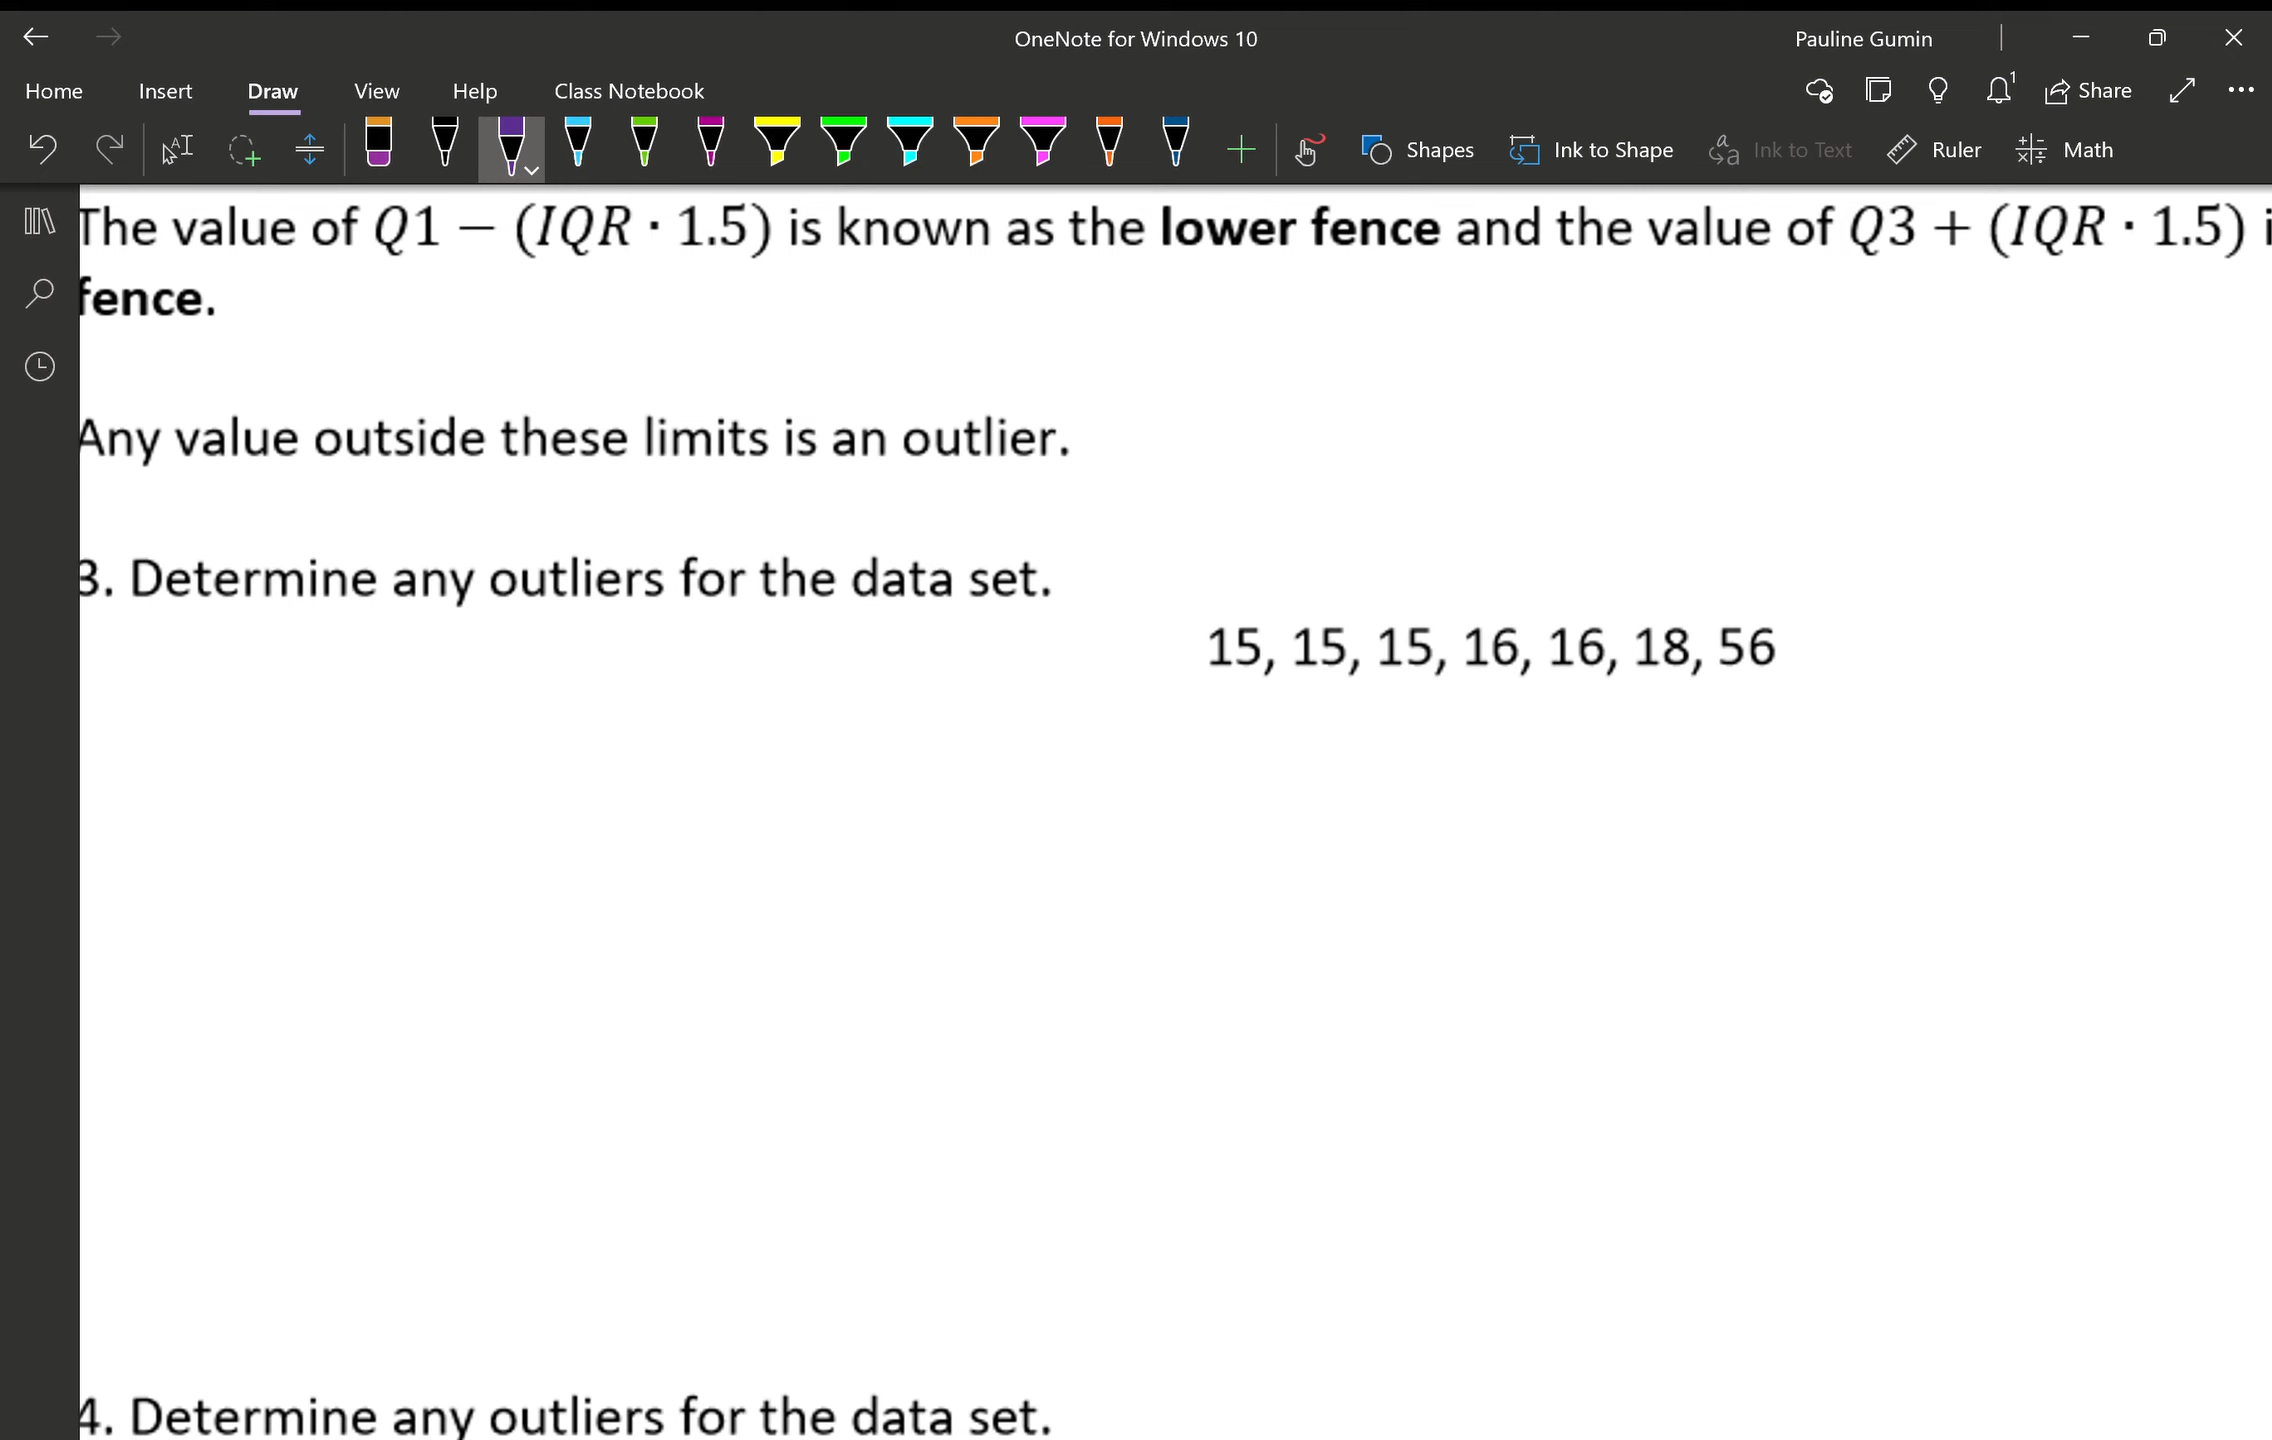 OneNote for Windows 10
Pauline Gumin
Home Insert Draw View Help Class Notebook
1 Share
Shapes Ink to Shape Ink to Text Ruler Math
The value of Q1 − (IQR · 1.5) is known as the lower fence and the value of Q3 + (IQR · 1.5) i
fence.
Any value outside these limits is an outlier.
3. Determine any outliers for the data set.
15, 15, 15, 16, 16, 18, 56
4. Determine any outliers for the data set.